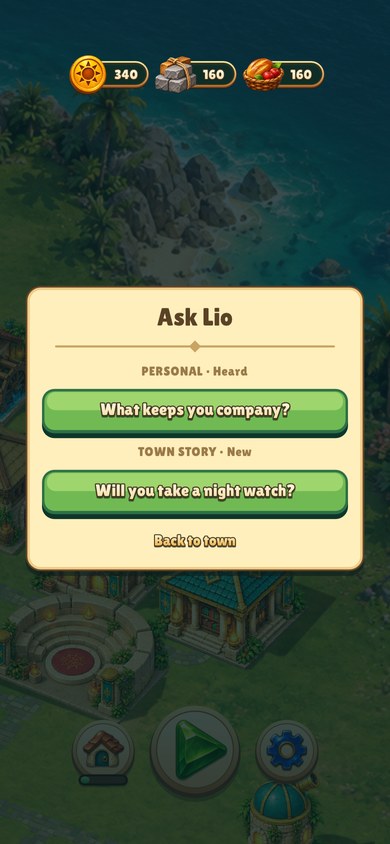 340
160
160
Ask Lio
PERSONAL · Heard
What keeps you company?
TOWN STORY · New
Will you take a night watch?
Back to town